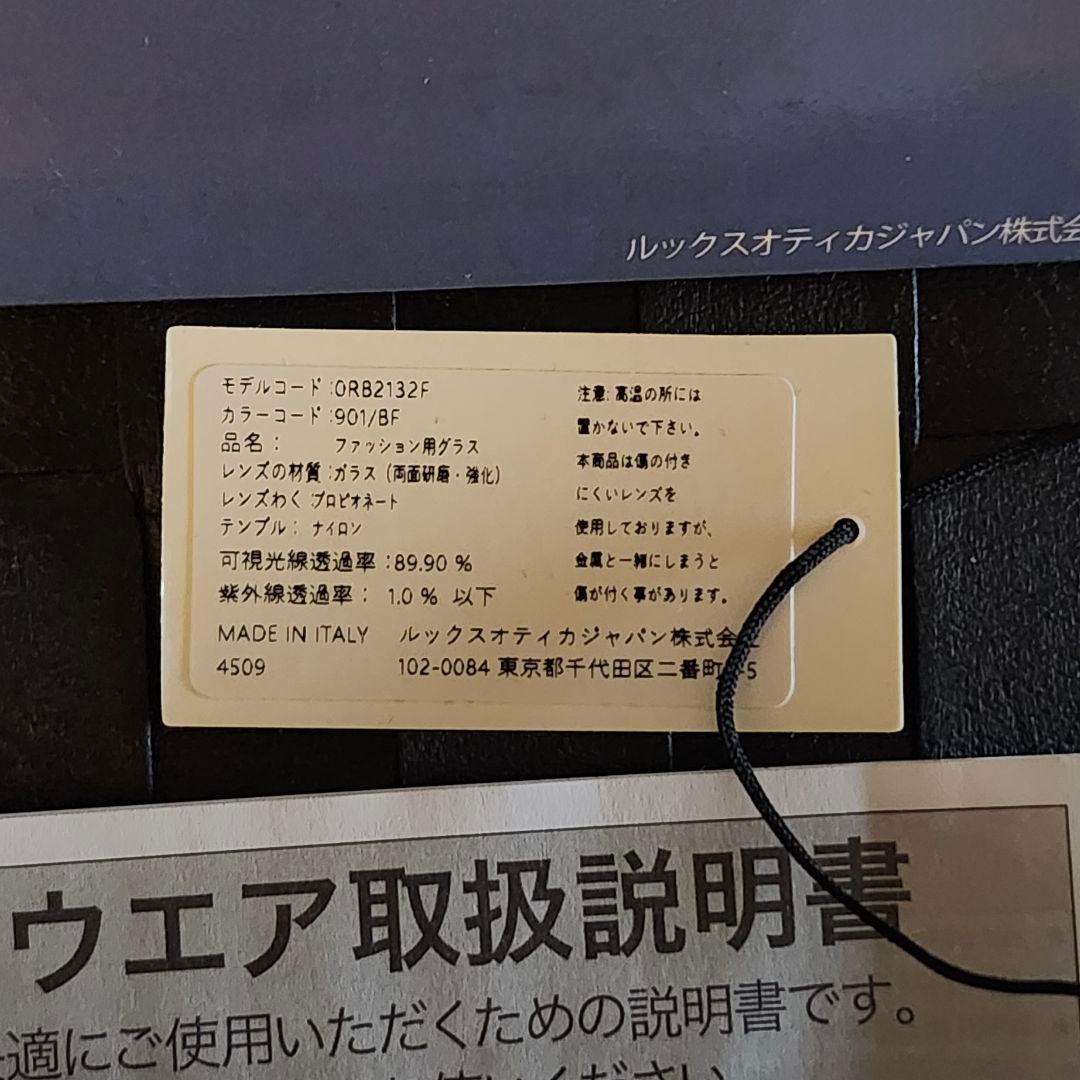 ルックスオティカジャパン株式会
モデルコード:0RB2132F
カラーコード:901/BF
品名: ファッション用グラス
レンズの材質:ガラス (両面研磨・強化)
レンズわく:プロピオネート
テンプル: ナイロン
可視光線透過率:89.90 %
紫外線透過率: 1.0 % 以下
MADE IN ITALY ルックスオティカジャパン株式会社
4509 102-0084 東京都千代田区二番町 -5
注意:高温の所には
置かないで下さい。
本商品は傷の付き
にくいレンズを
使用しておりますが、
金属と一緒にしまうと
傷が付く事があります。
ウエア取扱説明書
適にご使用いただくための説明書です。